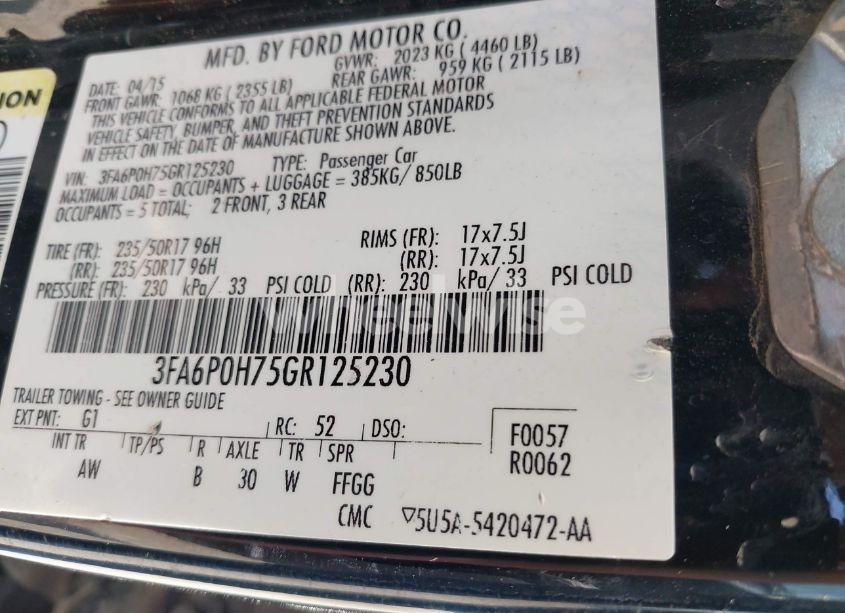 ION
MFD. BY FORD MOTOR CO.
DATE: 04/15 GVWR: 2023 KG ( 4460 LB)
FRONT GAWR: 1068 KG ( 2355 LB) REAR GAWR: 959 KG ( 2115 LB)
THIS VEHICLE CONFORMS TO ALL APPLICABLE FEDERAL MOTOR
VEHICLE SAFETY, BUMPER, AND THEFT PREVENTION STANDARDS
IN EFFECT ON THE DATE OF MANUFACTURE SHOWN ABOVE.
VIN: 3FA6P0H75GR125230 TYPE: Passenger Car
MAXIMUM LOAD = OCCUPANTS + LUGGAGE = 385KG/ 850LB
OCCUPANTS = 5 TOTAL; 2 FRONT, 3 REAR
TIRE (FR): 235/50R17 96H RIMS (FR): 17x7.5J
(RR): 235/50R17 96H (RR): 17x7.5J
PRESSURE (FR): 230 kPa/ 33 PSI COLD (RR): 230 kPa/ 33 PSI COLD
WheelWise
3FA6P0H75GR125230
TRAILER TOWING - SEE OWNER GUIDE
EXT PNT: G1 RC: 52 DSO:
INT TR TP/PS R AXLE TR SPR F0057
AW B 30 W FFGG R0062
CMC ▽5U5A-5420472-AA